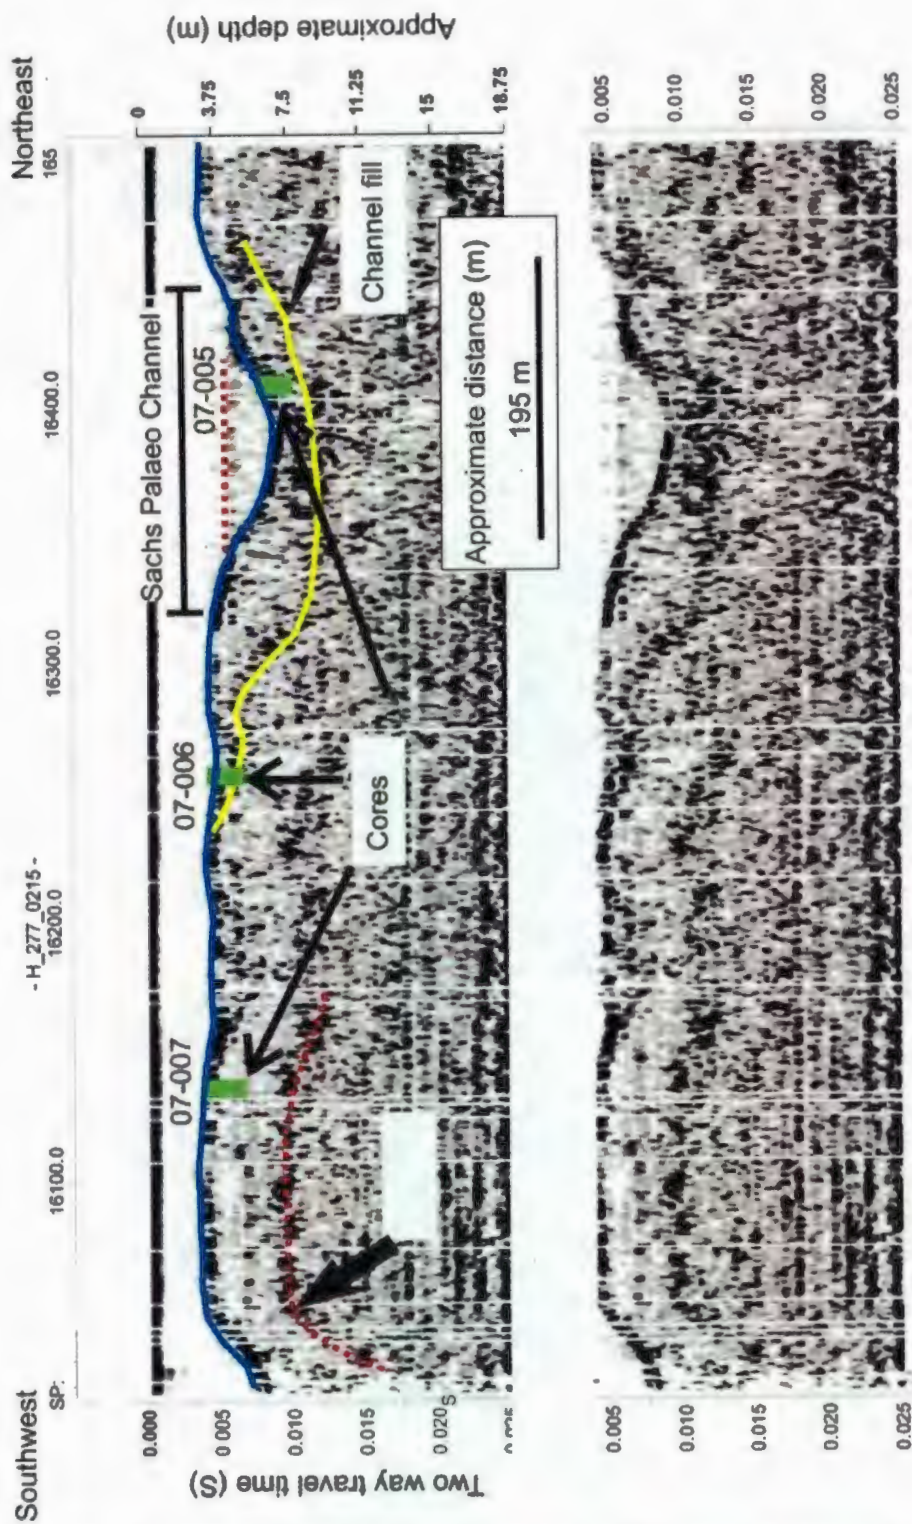 - H_277_0215 -
Southwest
Northeast
SP:
16100.0
16200.0
16300.0
16400.0
165
Sachs Palaeo Channel
07-007
07-006
07-005
Two way travel time (S)
0.000
0.005
0.010
0.015
0.020 S
0.025
Approximate depth (m)
0
3.75
7.5
11.25
15
18.75
Cores
Channel fill
Approximate distance (m)
195 m
0.005
0.010
0.015
0.020
0.025
0.005
0.010
0.015
0.020
0.025